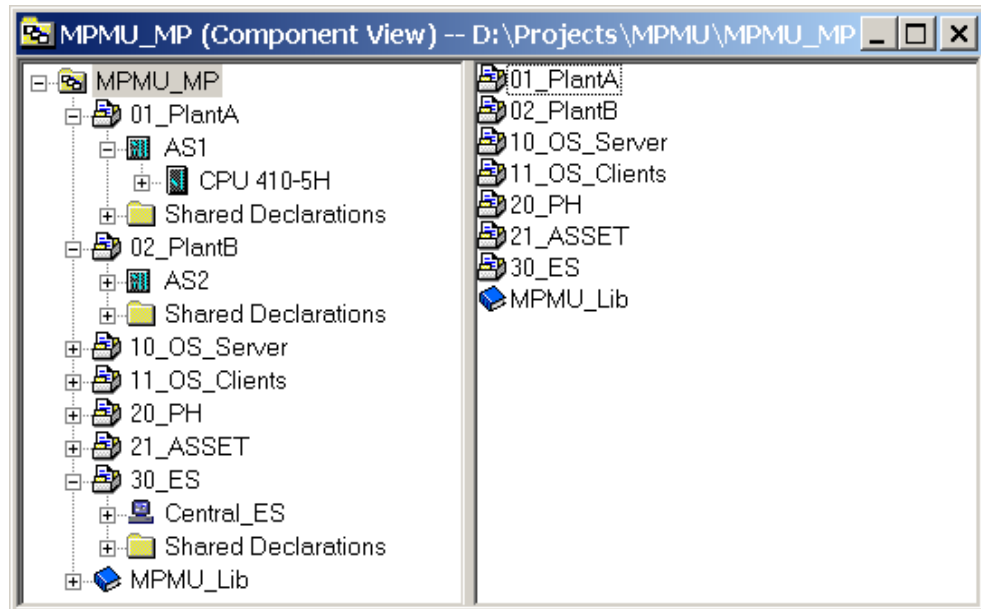 MPMU_MP (Component View) -- D:\Projects\MPMU\MPMU_MP
MPMU_MP
01_PlantA
AS1
CPU 410-5H
Shared Declarations
02_PlantB
AS2
Shared Declarations
10_OS_Server
11_OS_Clients
20_PH
21_ASSET
30_ES
Central_ES
Shared Declarations
MPMU_Lib
01_PlantA
02_PlantB
10_OS_Server
11_OS_Clients
20_PH
21_ASSET
30_ES
MPMU_Lib